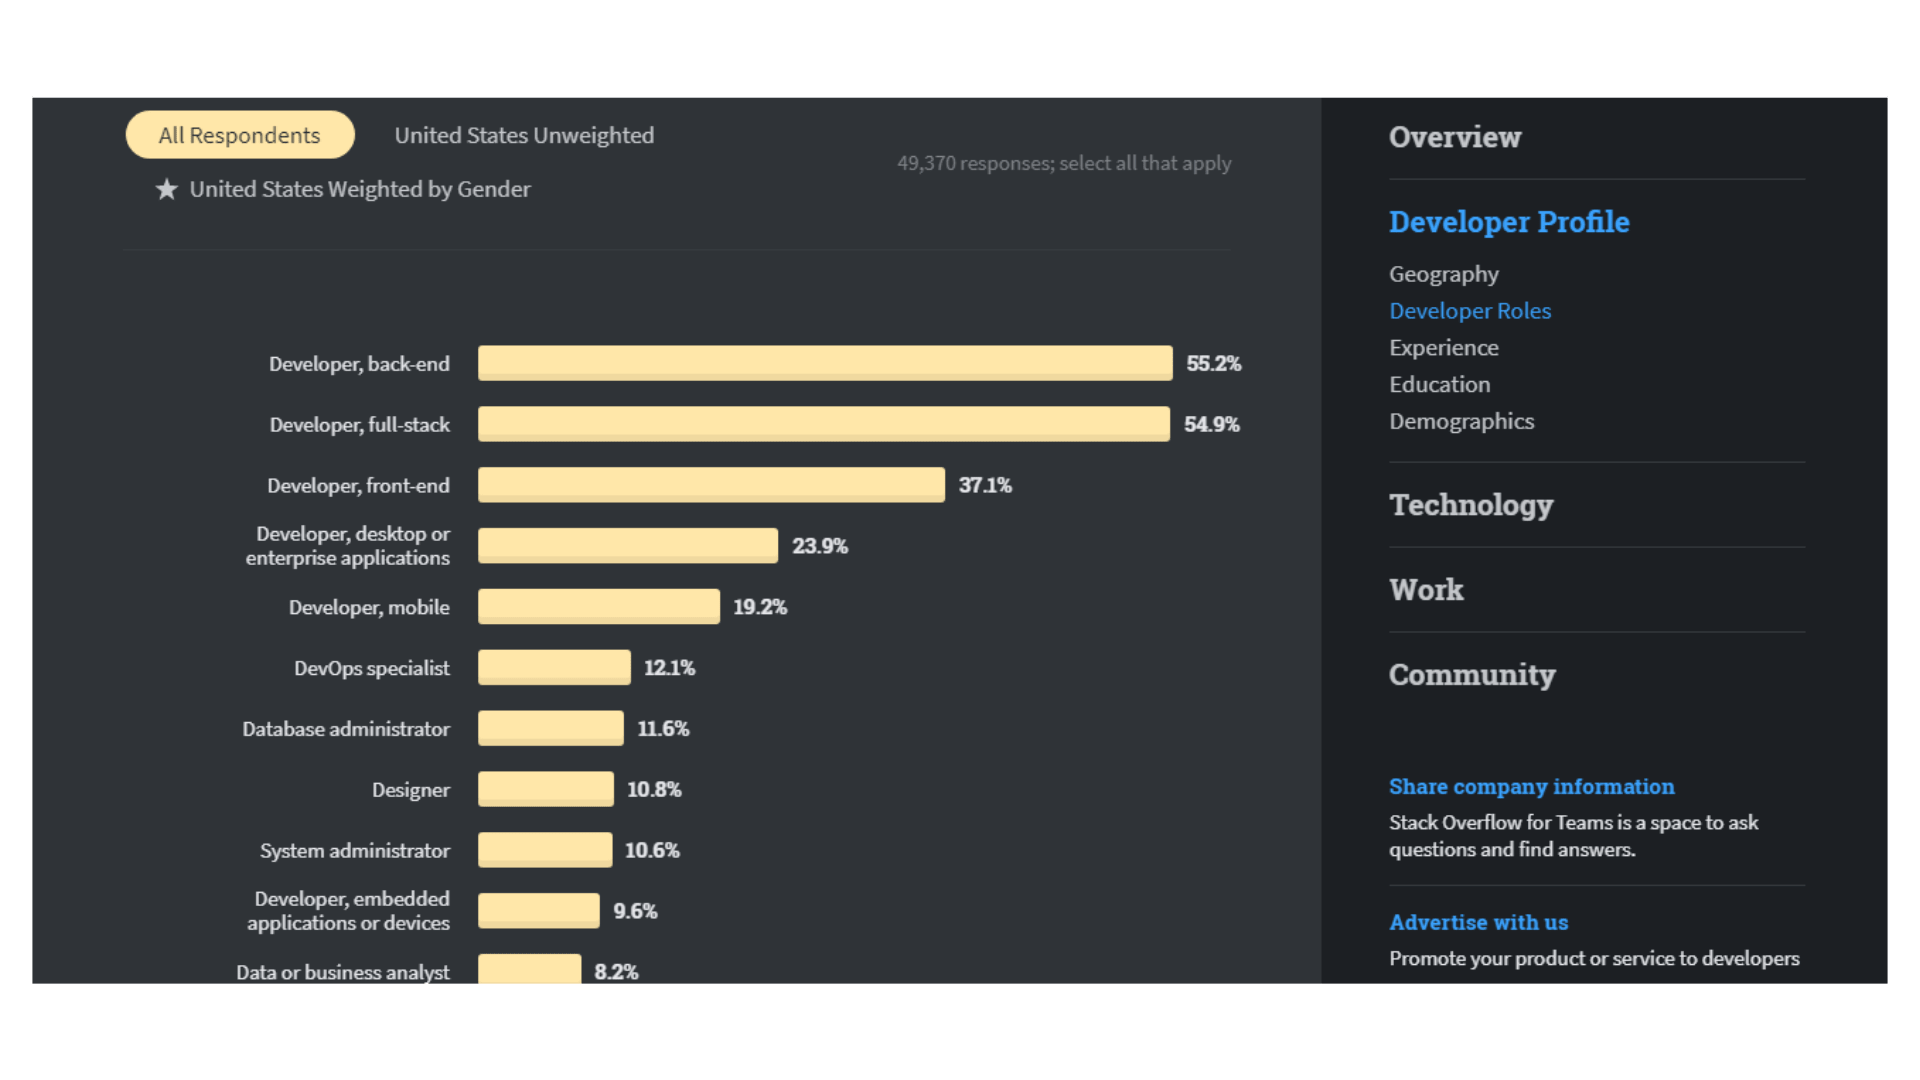 All Respondents
United States Unweighted
★ United States Weighted by Gender
49,370 responses; select all that apply
Developer, back-end
55.2%
Developer, full-stack
54.9%
Developer, front-end
37.1%
Developer, desktop or
enterprise applications
23.9%
Developer, mobile
19.2%
DevOps specialist
12.1%
Database administrator
11.6%
Designer
10.8%
System administrator
10.6%
Developer, embedded
applications or devices
9.6%
Data or business analyst
8.2%
Overview
Developer Profile
Geography
Developer Roles
Experience
Education
Demographics
Technology
Work
Community
Share company information
Stack Overflow for Teams is a space to ask
questions and find answers.
Advertise with us
Promote your product or service to developers